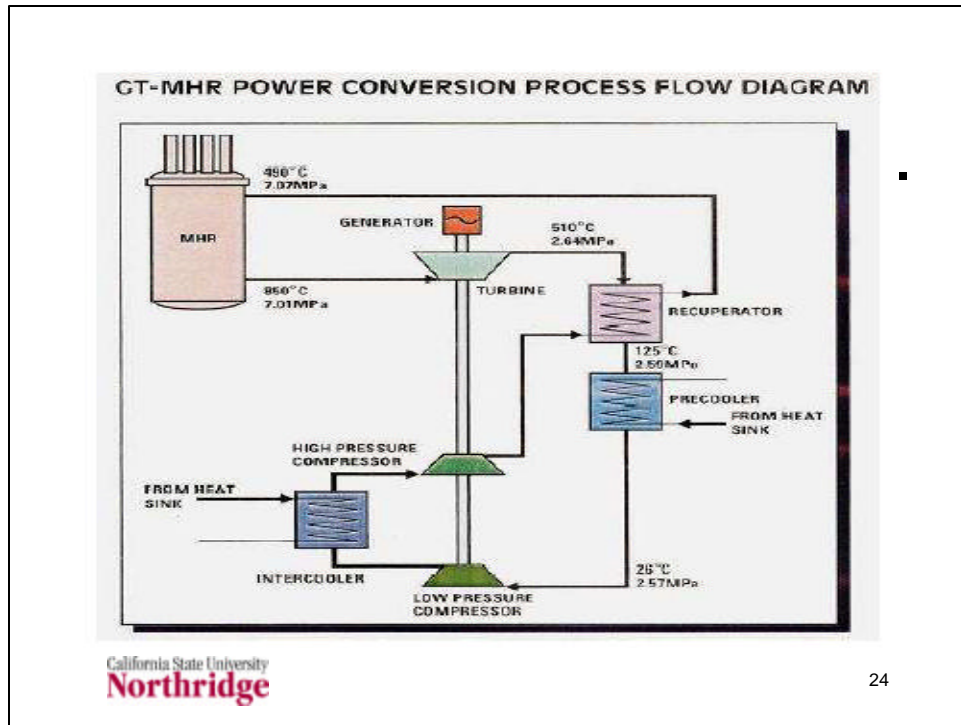 GT-MHR POWER CONVERSION PROCESS FLOW DIAGRAM
490°C
7.07MPa
MHR
GENERATOR
510°C
2.64MPa
850°C
7.01MPa
TURBINE
RECUPERATOR
125°C
2.59MPa
PRECOOLER
FROM HEAT
SINK
HIGH PRESSURE
COMPRESSOR
FROM HEAT
SINK
INTERCOOLER
26°C
2.57MPa
LOW PRESSURE
COMPRESSOR
California State University
Northridge
24